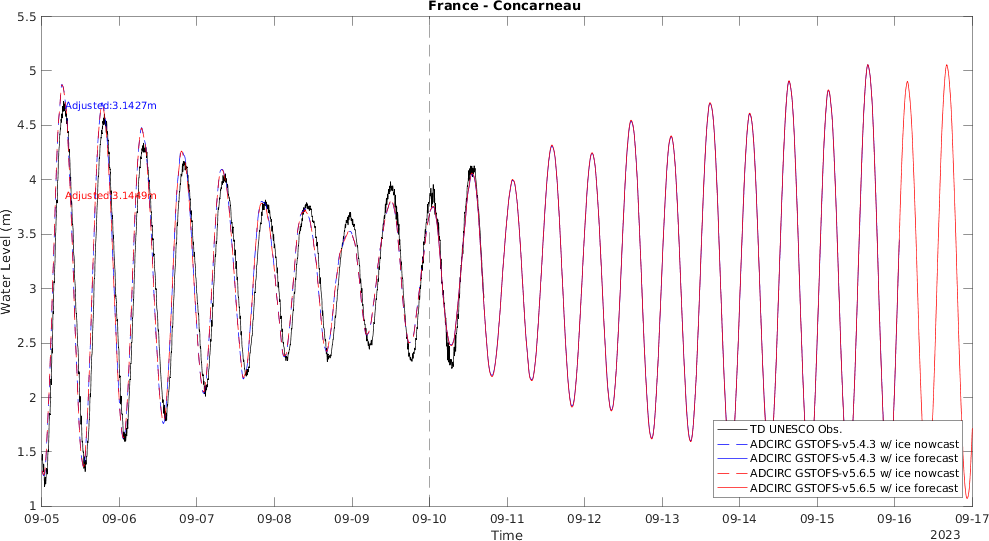 France - Concarneau
5.5
5
4.5
4
3.5
3
2.5
2
1.5
1
Water Level (m)
Adjusted:3.1427m
Adjusted:3.1449m
TD UNESCO Obs.
ADCIRC GSTOFS-v5.4.3 w/ ice nowcast
ADCIRC GSTOFS-v5.4.3 w/ ice forecast
ADCIRC GSTOFS-v5.6.5 w/ ice nowcast
ADCIRC GSTOFS-v5.6.5 w/ ice forecast
09-05 09-06 09-07 09-08 09-09 09-10 09-11 09-12 09-13 09-14 09-15 09-16 09-17
Time
2023